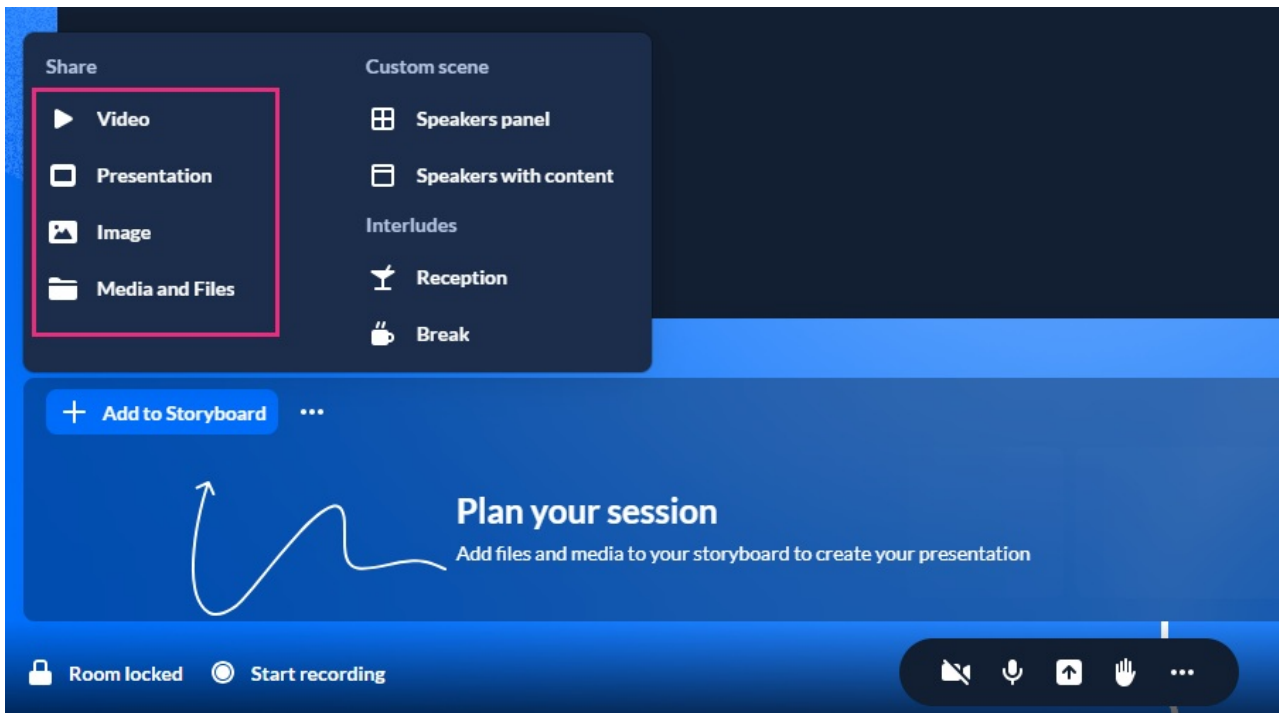 Share
Video
Presentation
Image
Media and Files
Custom scene
Speakers panel
Speakers with content
Interludes
Reception
Break
Add to Storyboard
Plan your session
Add files and media to your storyboard to create your presentation
Room locked
Start recording